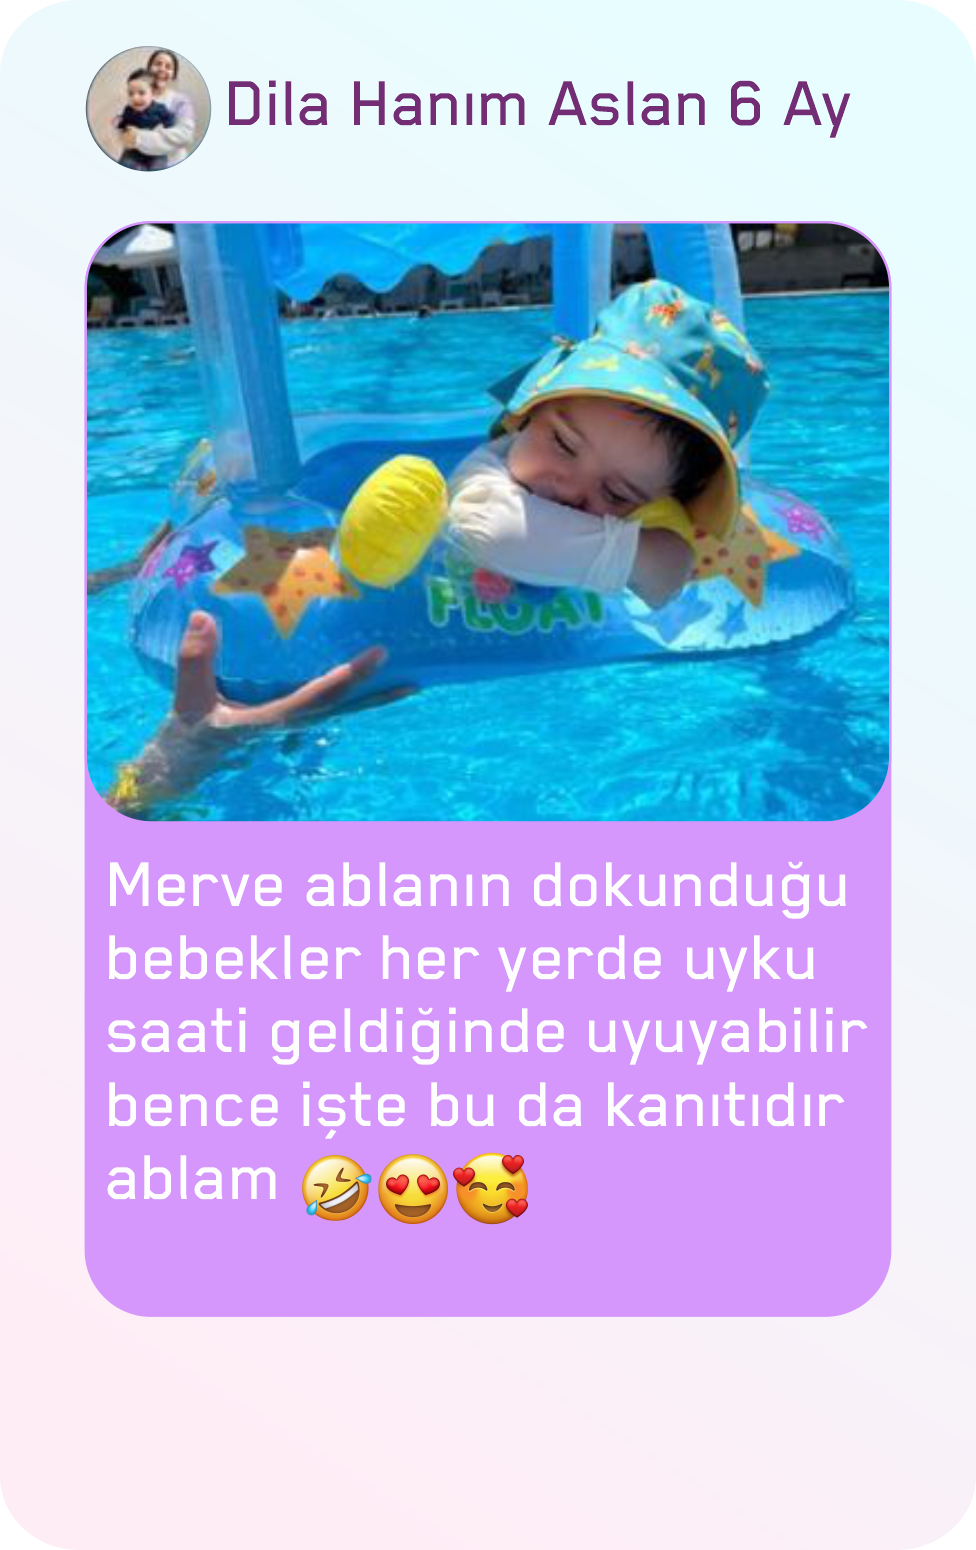 Dila Hanım Aslan 6 Ay
FLOAT
Merve ablanın dokunduğu
bebekler her yerde uyku
saati geldiğinde uyuyabilir
bence işte bu da kanıtıdır
ablam 🤣😍🥰